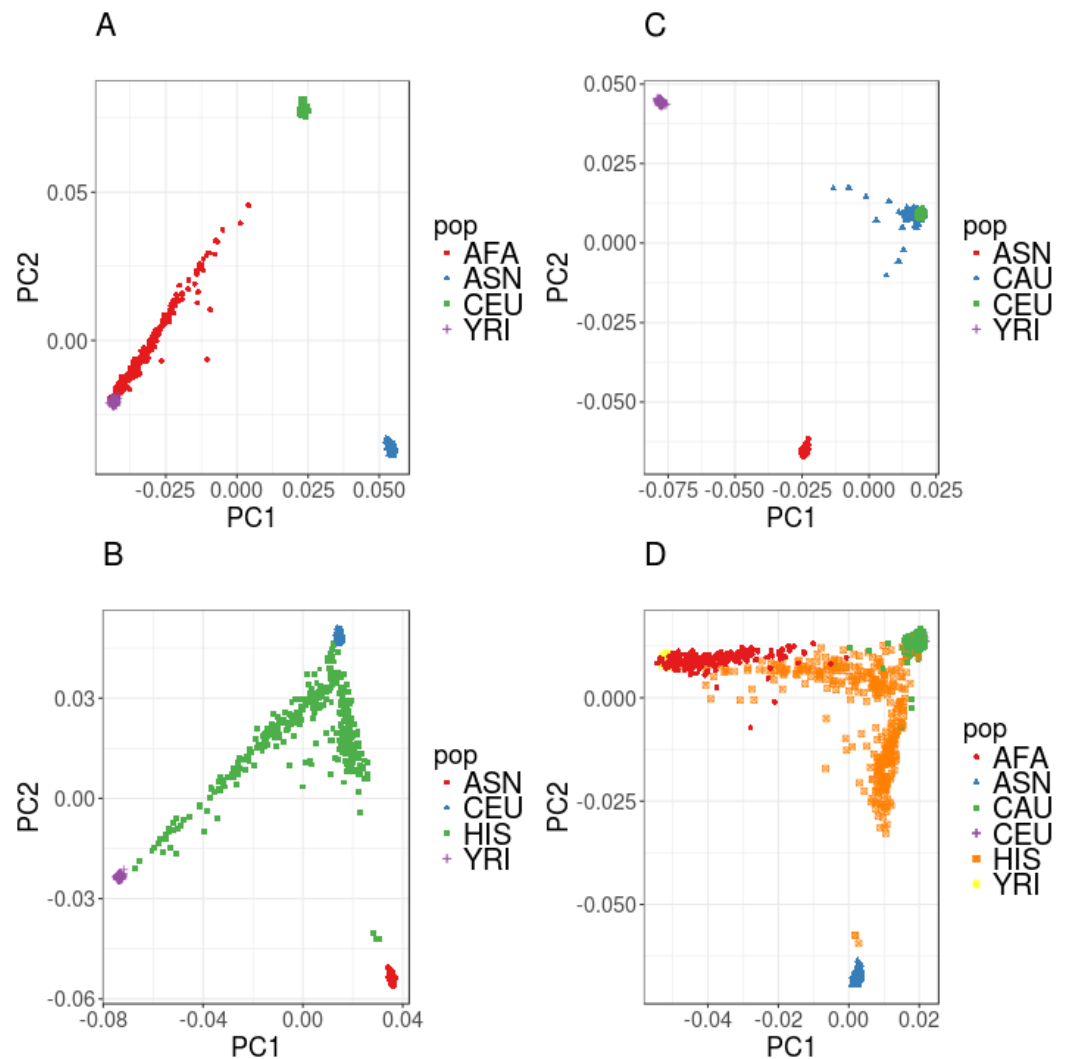 A
PC2
0.05
0.00
-0.025 0.000 0.025 0.050
PC1
pop
AFA
ASN
CEU
YRI
C
PC2
0.050
0.025
0.000
-0.025
-0.050
-0.075 -0.050 -0.025 0.000 0.025
PC1
pop
ASN
CAU
CEU
YRI
B
PC2
0.03
0.00
-0.03
-0.06
-0.08 -0.04 0.00 0.04
PC1
pop
ASN
CEU
HIS
YRI
D
PC2
0.000
-0.025
-0.050
-0.04 -0.02 0.00 0.02
PC1
pop
AFA
ASN
CAU
CEU
HIS
YRI